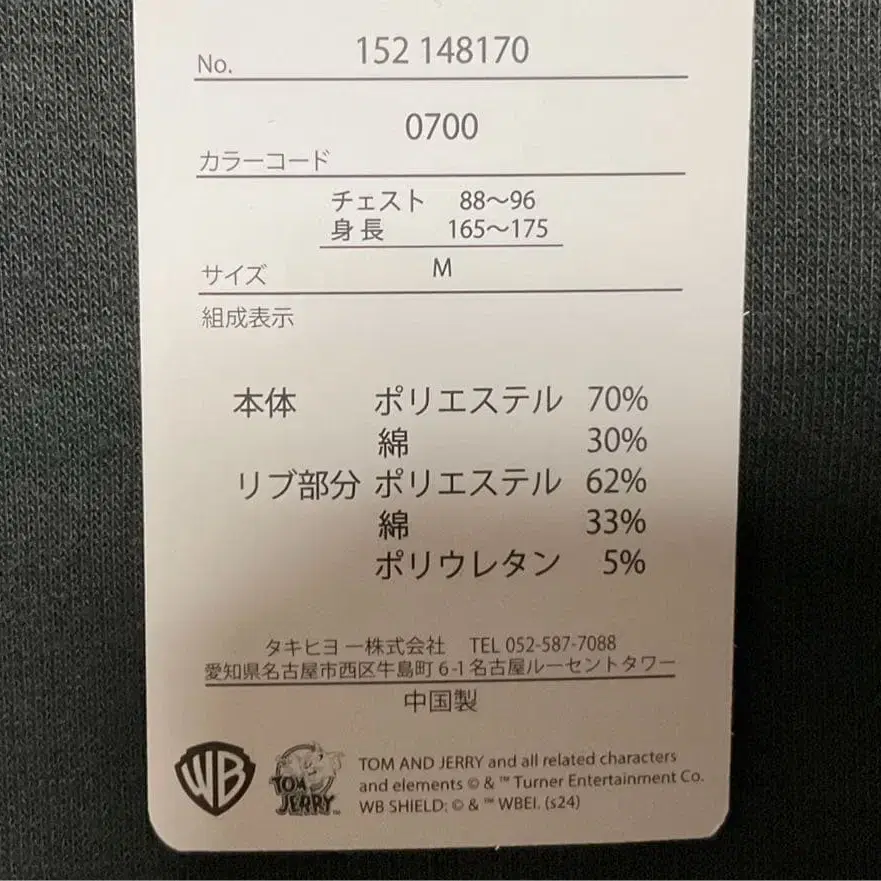 No. 152 148170
0700
カラーコード
チェスト 88～96
身長 165～175
サイズ M
組成表示
本体 ポリエステル 70%
綿 30%
リブ部分 ポリエステル 62%
綿 33%
ポリウレタン 5%
タキヒヨー株式会社 TEL 052-587-7088
愛知県名古屋市西区牛島町6-1名古屋ルーセントタワー
中国製
WB
TOM AND JERRY™
TOM AND JERRY and all related characters
and elements © & ™ Turner Entertainment Co.
WB SHIELD: © & ™ WBEI. (s24)